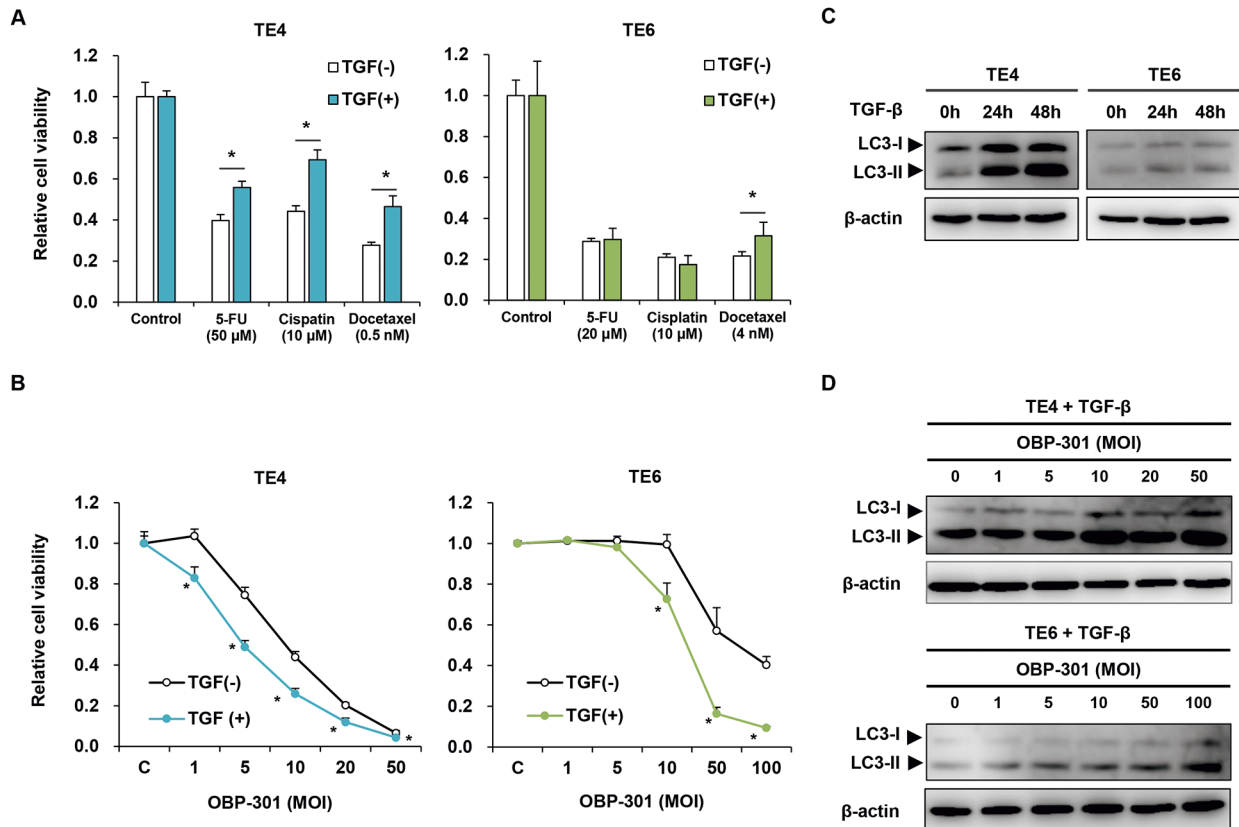 A
TE4
Relative cell viability
1.2
1.0
0.8
0.6
0.4
0.2
0.0
TGF(-)
TGF(+)
*
*
*
Control
5-FU
(50 µM)
Cispatin
(10 µM)
Docetaxel
(0.5 nM)
TE6
1.2
1.0
0.8
0.6
0.4
0.2
0.0
TGF(-)
TGF(+)
*
Control
5-FU
(20 µM)
Cisplatin
(10 µM)
Docetaxel
(4 nM)
B
TE4
Relative cell viability
1.2
1.0
0.8
0.6
0.4
0.2
0.0
*
*
*
*
*
TGF(-)
TGF (+)
C 1 5 10 20 50
OBP-301 (MOI)
TE6
1.2
1.0
0.8
0.6
0.4
0.2
0.0
*
*
*
TGF(-)
TGF(+)
C 1 5 10 50 100
OBP-301 (MOI)
C
TE4 TE6
TGF-β 0h 24h 48h 0h 24h 48h
LC3-I
LC3-II
β-actin
D
TE4 + TGF-β
OBP-301 (MOI)
0 1 5 10 20 50
LC3-I
LC3-II
β-actin
TE6 + TGF-β
OBP-301 (MOI)
0 1 5 10 50 100
LC3-I
LC3-II
β-actin